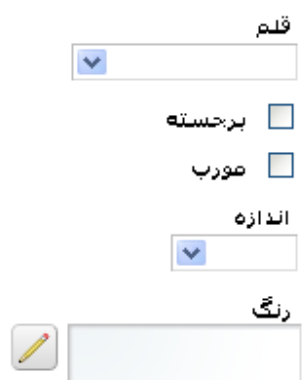 قلم
برجسته
مورب
اندازه
رنگ